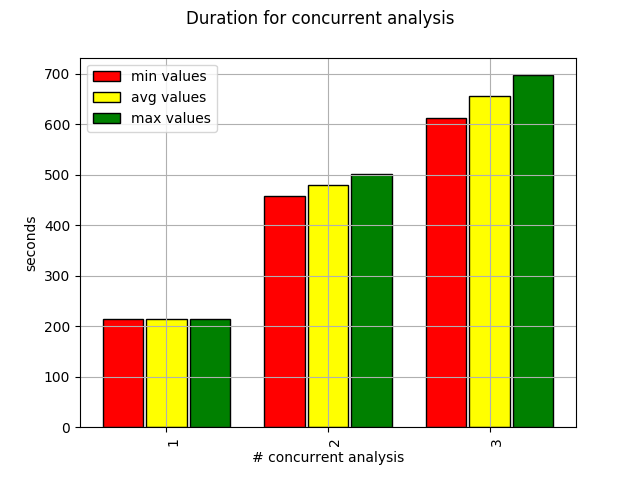 Duration for concurrent analysis
700
600
500
400
300
200
100
0
seconds
min values
avg values
max values
1
2
3
# concurrent analysis